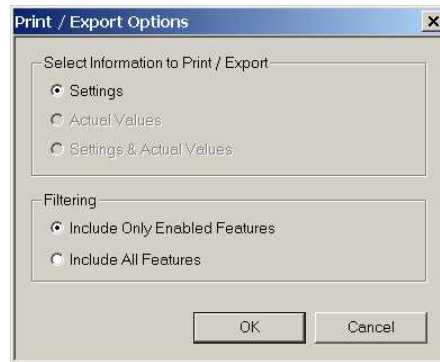 Print / Export Options
Select Information to Print / Export
Settings
Actual Values
Settings & Actual Values
Filtering
Include Only Enabled Features
Include All Features
OK
Cancel